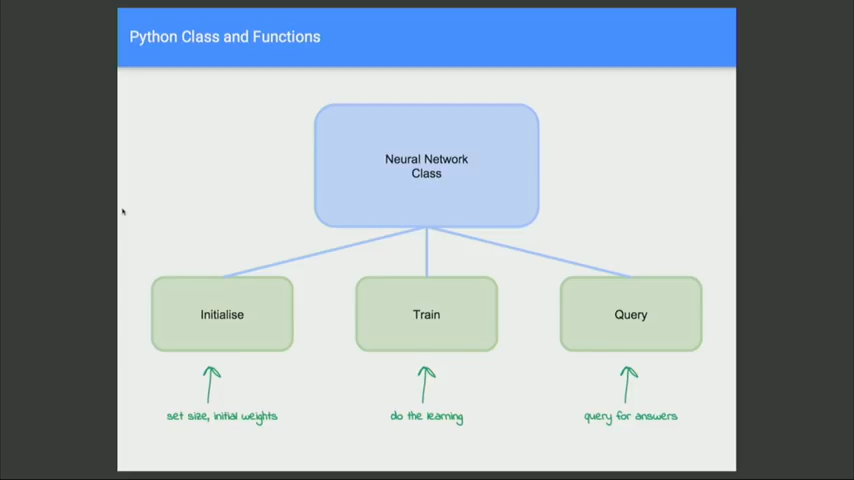 Python Class and Functions
Neural Network
Class
Initialise
Train
Query
set size, initial weights
do the learning
query for answers